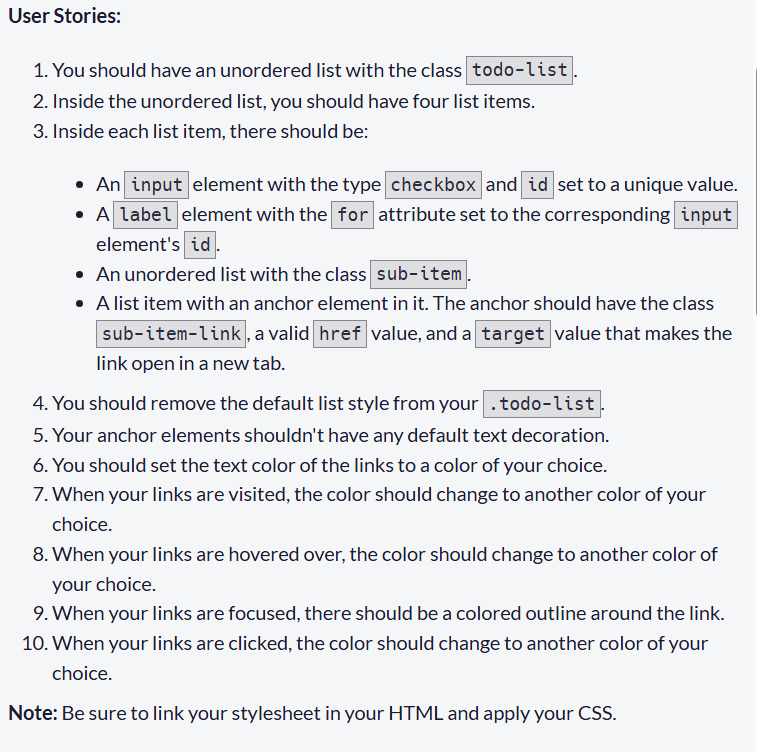 User Stories:
1. You should have an unordered list with the class todo-list.
2. Inside the unordered list, you should have four list items.
3. Inside each list item, there should be:
• An input element with the type checkbox and id set to a unique value.
• A label element with the for attribute set to the corresponding input
element's id.
• An unordered list with the class sub-item.
• A list item with an anchor element in it. The anchor should have the class
sub-item-link, a valid href value, and a target value that makes the
link open in a new tab.
4. You should remove the default list style from your .todo-list.
5. Your anchor elements shouldn't have any default text decoration.
6. You should set the text color of the links to a color of your choice.
7. When your links are visited, the color should change to another color of your
choice.
8. When your links are hovered over, the color should change to another color of
your choice.
9. When your links are focused, there should be a colored outline around the link.
10. When your links are clicked, the color should change to another color of your
choice.
Note: Be sure to link your stylesheet in your HTML and apply your CSS.